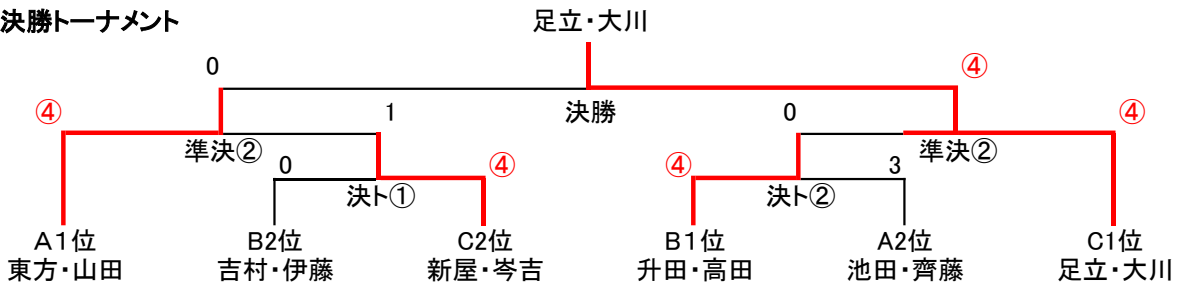 決勝トーナメント
足立・大川
0
④
④
1
決勝
0
④
準決②
準決②
0
④
④
3
決ト①
決ト②
A1位
B2位
C2位
B1位
A2位
C1位
東方・山田
吉村・伊藤
新屋・岑吉
升田・高田
池田・齊藤
足立・大川